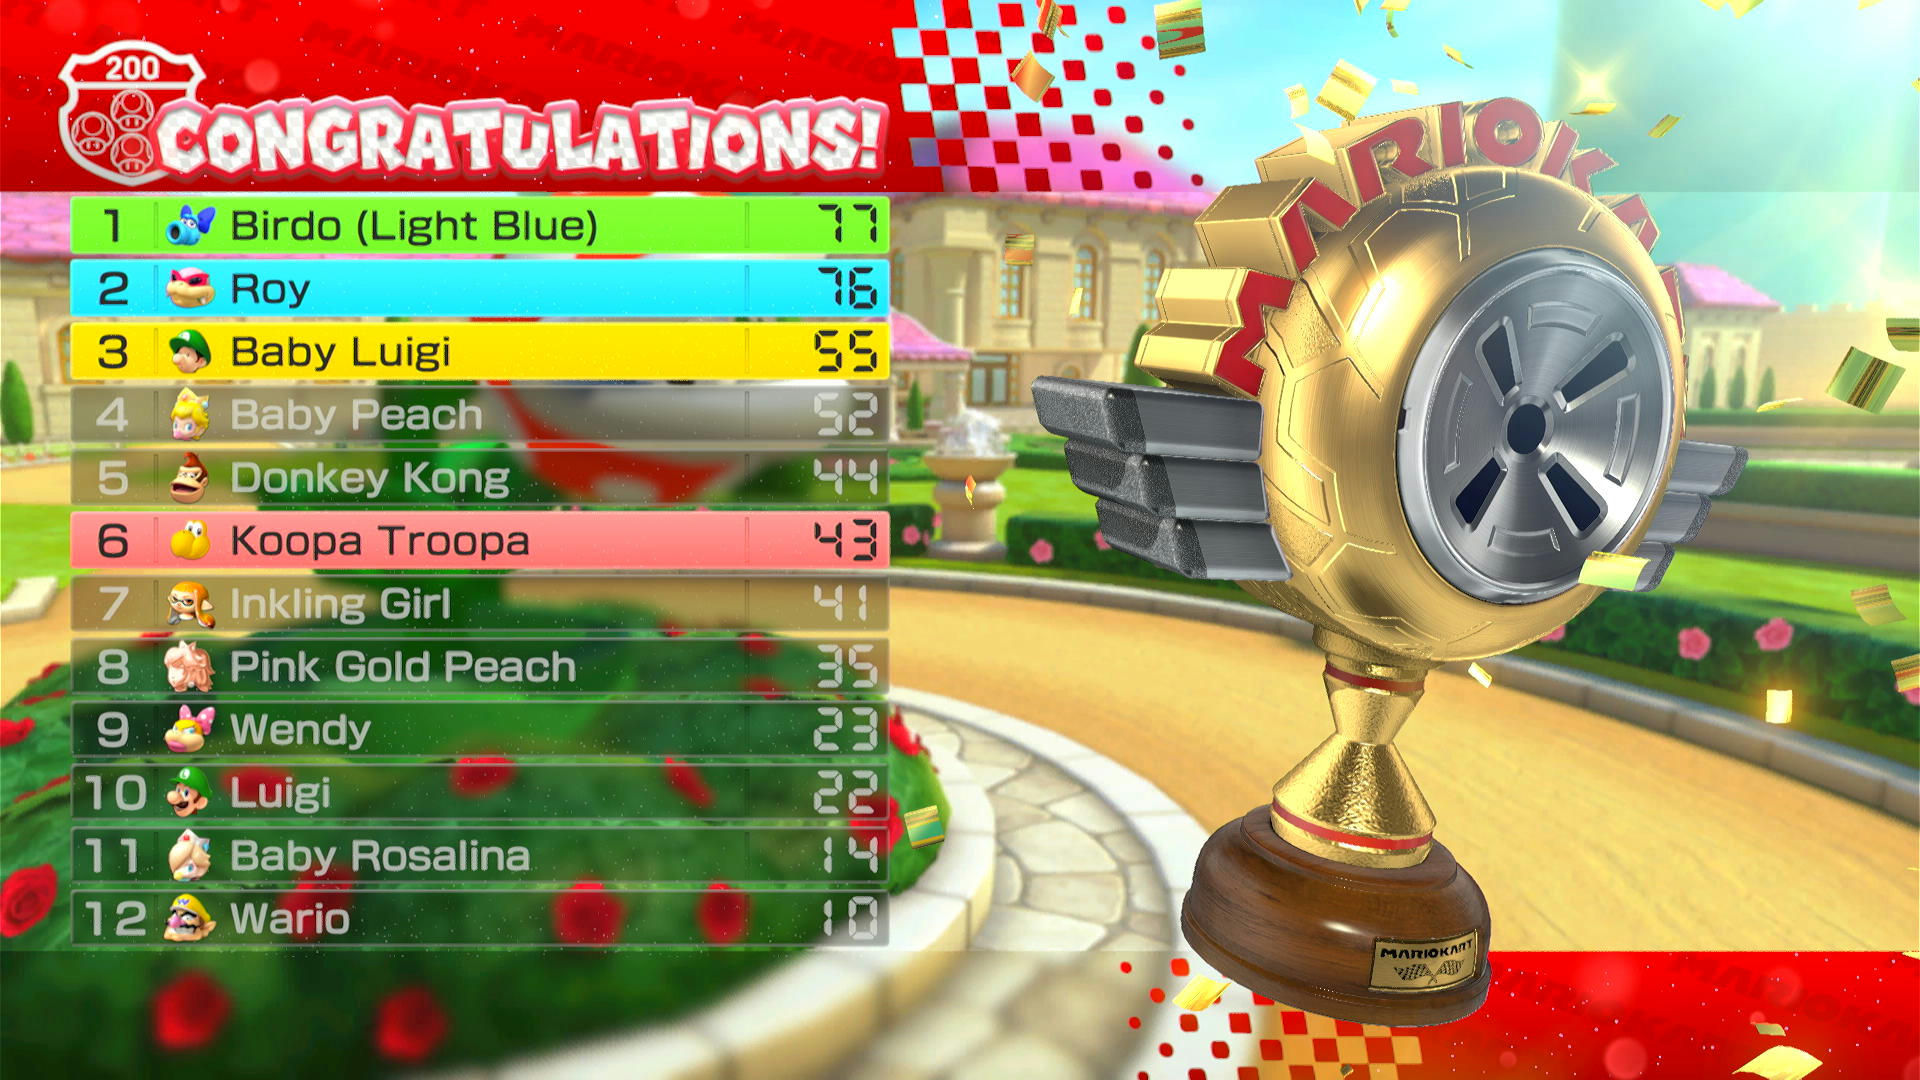 200
CONGRATULATIONS!
1 Birdo (Light Blue) 77
2 Roy 76
3 Baby Luigi 55
4 Baby Peach 52
5 Donkey Kong 44
6 Koopa Troopa 43
7 Inkling Girl 41
8 Pink Gold Peach 35
9 Wendy 23
10 Luigi 22
11 Baby Rosalina 14
12 Wario 10
MARIOKA
MARIOKART